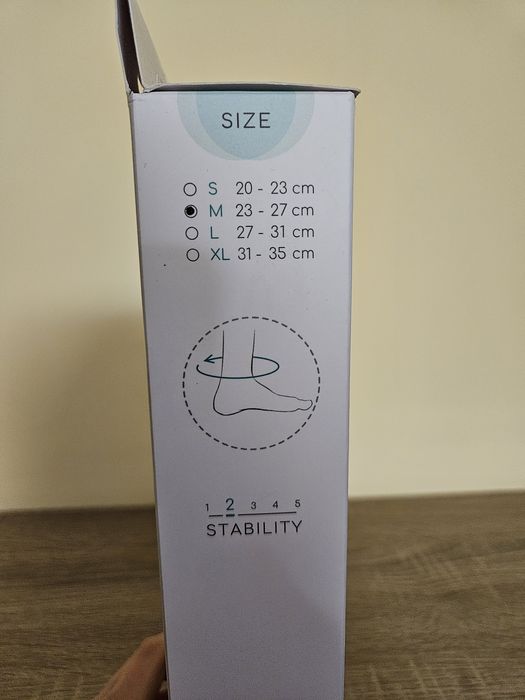 SIZE
S 20 - 23 cm
M 23 - 27 cm
L 27 - 31 cm
XL 31 - 35 cm
1 2 3 4 5
STABILITY